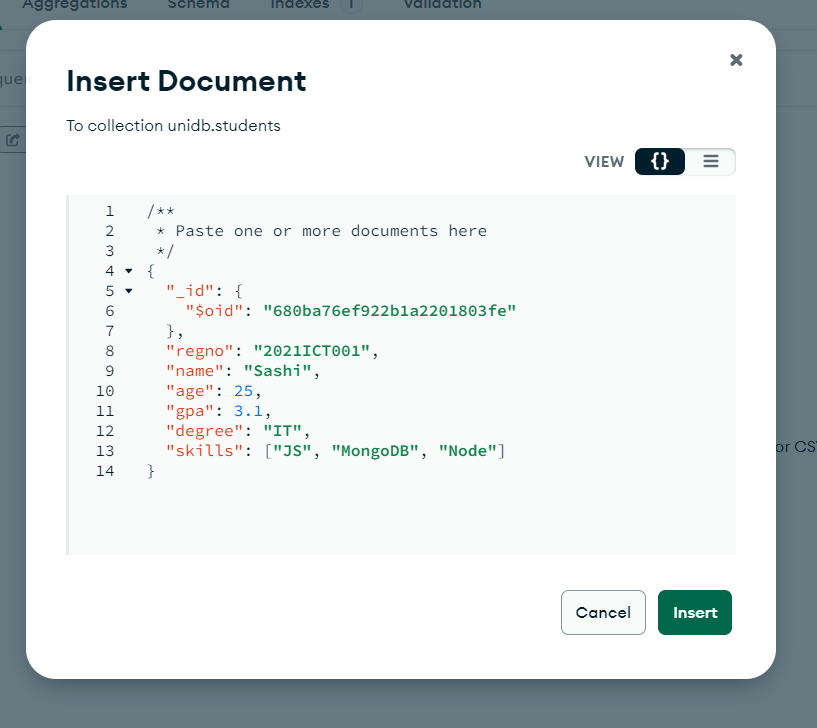 Aggregations Schema Indexes 1 Validation
Insert Document
To collection unidb.students
VIEW {}
1 /**
2 * Paste one or more documents here
3 */
4 {
5 "_id": {
6 "$oid": "680ba76ef922b1a2201803fe"
7 },
8 "regno": "2021ICT001",
9 "name": "Sashi",
10 "age": 25,
11 "gpa": 3.1,
12 "degree": "IT",
13 "skills": ["JS", "MongoDB", "Node"]
14 }
or CS
Cancel Insert